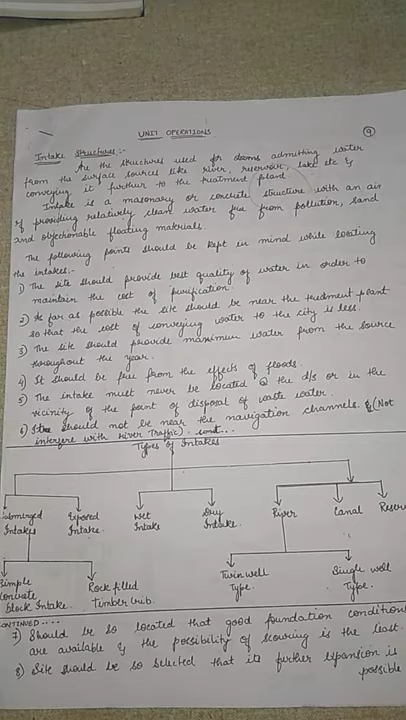 UNIT OPERATIONS
9
Intake Structures:-
Are the structures used for admitting water
from the surface sources like river, reservoir, lake etc &
conveying it further to the treatment plant.
Intake is a masonary or concrete structure with an aim
of providing relatively clean water free from pollution, sand
and objectionable floating materials.
The following points should be kept in mind while locating
the intakes:-
1) The site should provide best quality of water in order to
maintain the cost of purification.
2) As far as possible the site should be near the treatment plant
so that the cost of conveying water to the city is less.
3) The site should provide maximum water from the source
throughout the year.
4) It should be free from the effects of floods.
5) The intake must never be located @ the d/s or in the
vicinity of the point of disposal of waste water.
6) Site should not be near the navigation channels. (Not
interfere with river Traffic). cont...
Types of Intakes
Submerged Intakes
Exposed Intake.
Wet Intake
Dry Intake.
River
Canal
Reserv
Simple Concrete block Intake.
Rock filled Timber crib.
Twin well Type.
Single well Type.
CONTINUED....
7) Should be so located that good foundation conditions
are available & the possibility of scouring is the least.
8) Site should be so selected that its further expansion is
possible